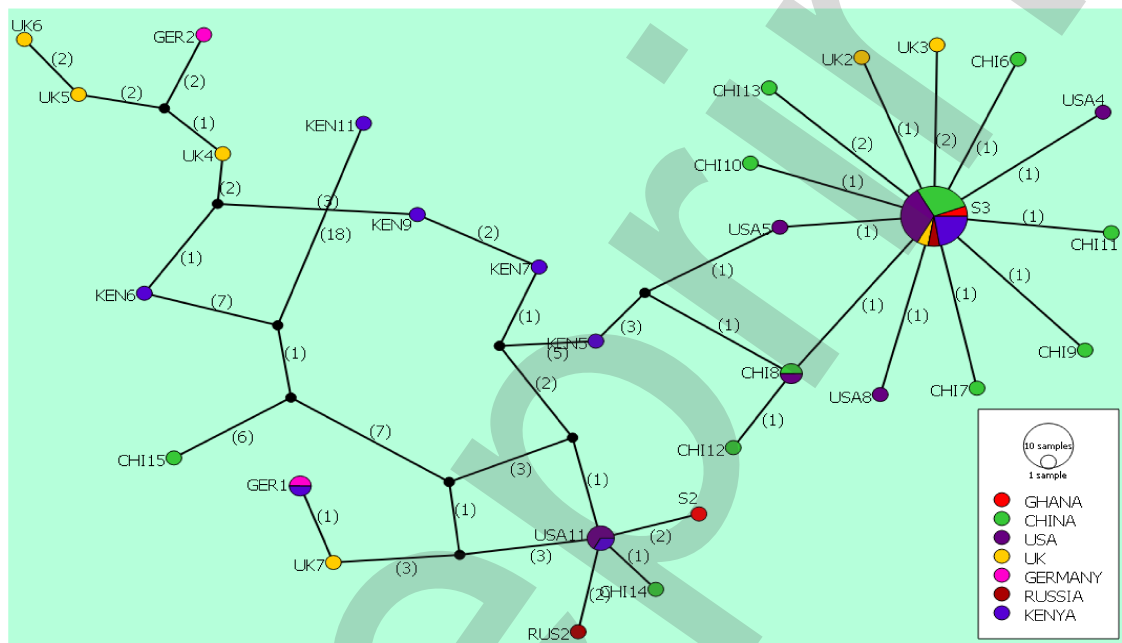 UK6
(2)
UK5
(2)
GER2
(2)
(1)
UK4
(2)
KEN11
(3)
(18)
KEN9
(2)
KEN7
(1)
(1)
KEN6
(7)
(1)
CHI15
(6)
(7)
(5)
KEN5
(3)
(2)
(3)
(1)
(1)
GER1
(1)
UK7
(3)
(3)
USA11
S2
(2)
(1)
CHI14
(2)
RUS2
UK2
(1)
UK3
(2)
CHI6
(1)
USA4
(1)
CHI13
(2)
CHI10
(1)
S3
USA5
(1)
(1)
(1)
CHI11
(1)
CHI9
(1)
CHI7
(1)
USA8
(1)
(1)
CHI8
(1)
CHI12
10 samples
1 sample
GHANA
CHINA
USA
UK
GERMANY
RUSSIA
KENYA